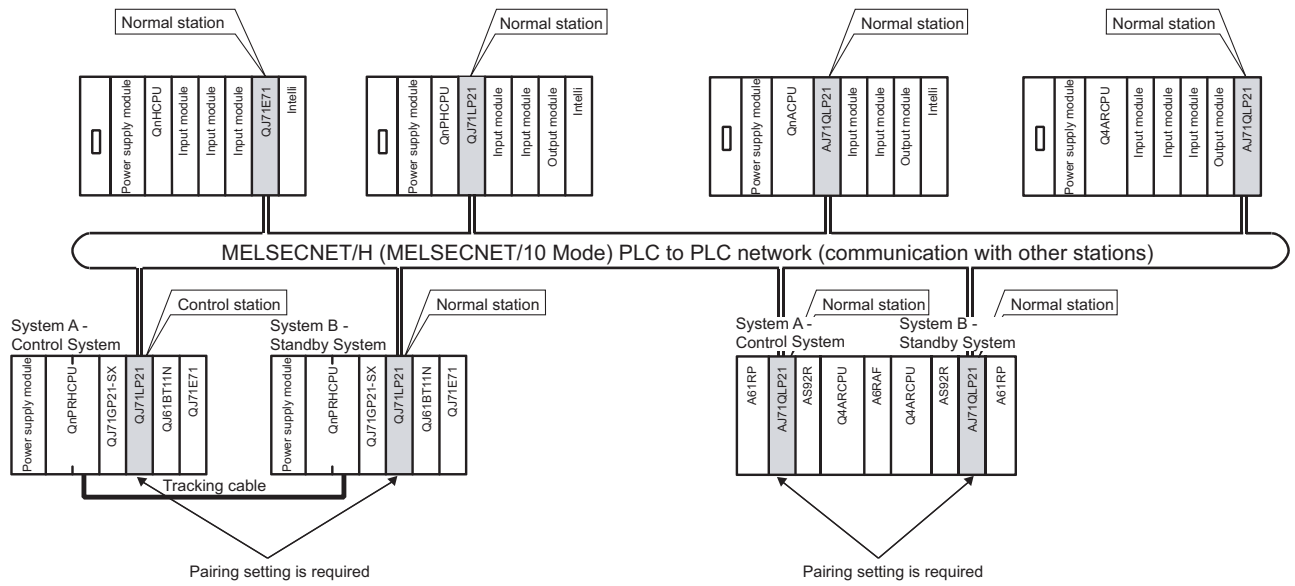 Normal station
Normal station
Normal station
Normal station
Power supply module
QnHCPU
Input module
Input module
Input module
QJ71E71
Intelli
Power supply module
QnPHCPU
QJ71LP21
Input module
Input module
Output module
Intelli
Power supply module
QnACPU
AJ71QLP21
Input module
Input module
Output module
Intelli
Power supply module
Q4ARCPU
Input module
Input module
Input module
Output module
AJ71QLP21
MELSECNET/H (MELSECNET/10 Mode) PLC to PLC network (communication with other stations)
Control station
Normal station
Normal station
Normal station
System A -
Control System
System B -
Standby System
System A -
Control System
System B -
Standby System
Power supply module
QnPRHCPU
QJ71GP21-SX
QJ71LP21
QJ61BT11N
QJ71E71
Power supply module
QnPRHCPU
QJ71GP21-SX
QJ71LP21
QJ61BT11N
QJ71E71
A61RP
AJ71QLP21
AS92R
Q4ARCPU
A6RAF
Q4ARCPU
AS92R
AJ71QLP21
A61RP
Tracking cable
Pairing setting is required
Pairing setting is required